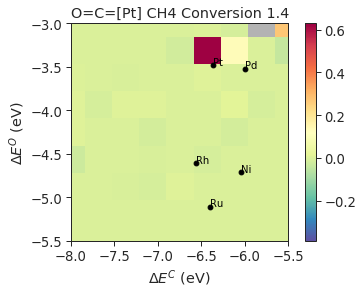 O=C=[Pt] CH4 Conversion 1.4
−3.0
−3.5
−4.0
−4.5
−5.0
−5.5
ΔE^O (eV)
Pt
Pd
Rh
Ni
Ru
−8.0 −7.5 −7.0 −6.5 −6.0 −5.5
ΔE^C (eV)
0.6
0.4
0.2
0.0
−0.2